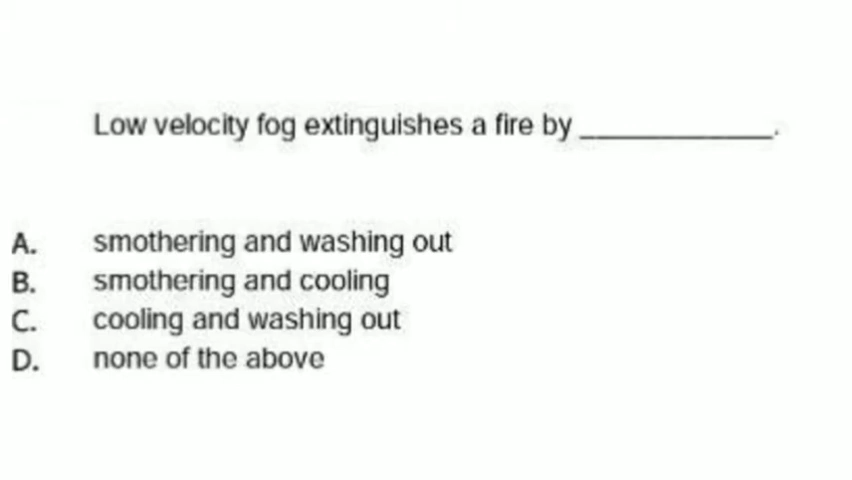 Low velocity fog extinguishes a fire by ______________.
A. smothering and washing out
B. smothering and cooling
C. cooling and washing out
D. none of the above